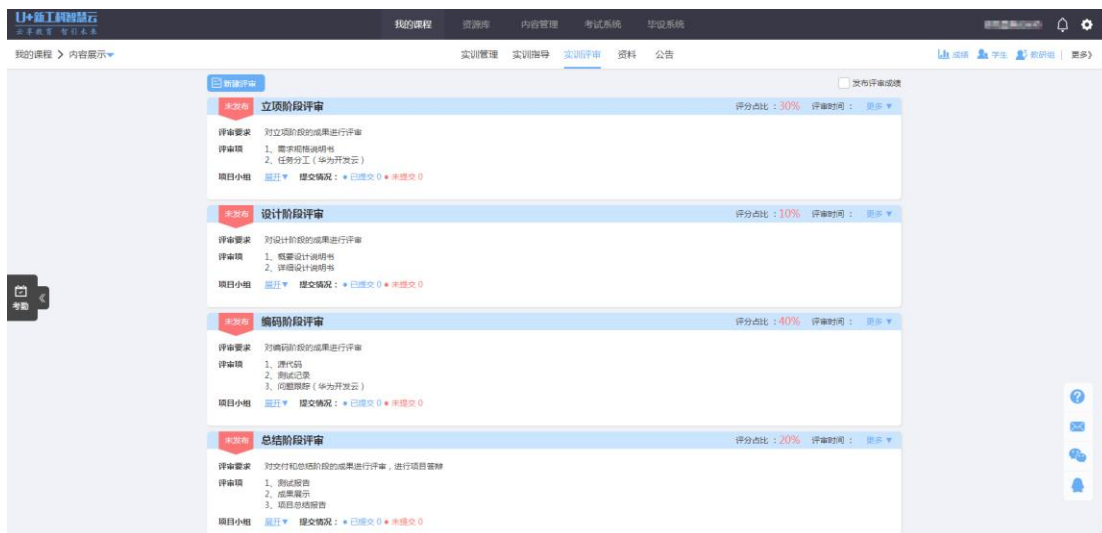 U+新工科智慧云
我的课程 资源库 内容管理 考试系统 毕设系统
我的课程 > 内容展示
实训管理 实训指导 实训评审 资料 公告
成绩 学生 教研组 更多》
新建评审
发布评审成绩
未发布 立项阶段评审 评分占比：30% 评审时间： 更多
评审要求 对立项阶段的成果进行评审
评审项 1、需求规格说明书
2、任务分工（华为开发云）
项目小组 展开 提交情况： 已提交 0 未提交 0
未发布 设计阶段评审 评分占比：10% 评审时间： 更多
评审要求 对设计阶段的成果进行评审
评审项 1、概要设计说明书
2、详细设计说明书
项目小组 展开 提交情况： 已提交 0 未提交 0
未发布 编码阶段评审 评分占比：40% 评审时间： 更多
评审要求 对编码阶段的成果进行评审
评审项 1、源代码
2、测试记录
3、问题跟踪（华为开发云）
项目小组 展开 提交情况： 已提交 0 未提交 0
考勤
未发布 总结阶段评审 评分占比：20% 评审时间： 更多
评审要求 对交付和总结阶段的成果进行评审，进行项目答辩
评审项 1、测试报告
2、成果展示
3、项目总结报告
项目小组 展开 提交情况： 已提交 0 未提交 0